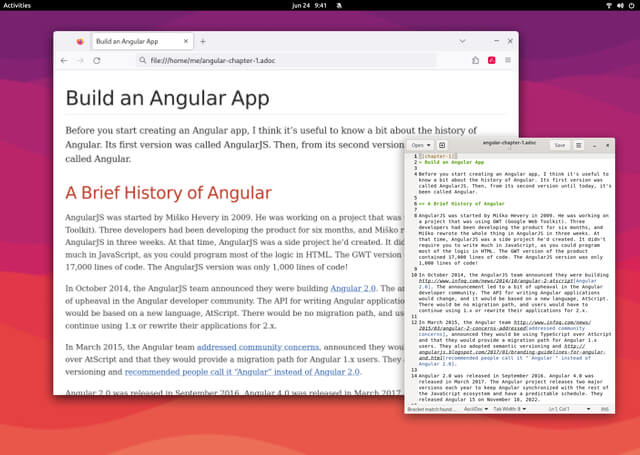 Activities
jun 24 9:41
Build an Angular App
file:///home/me/angular-chapter-1.adoc
Build an Angular App
Before you start creating an Angular app, I think it's useful to know a bit about the history of
Angular. Its first version was called AngularJS. Then, from its second version
called Angular.
A Brief History of Angular
AngularJS was started by Miško Hevery in 2009. He was working on a project that was
Toolkit). Three developers had been developing the product for six months, and Miško
AngularJS in three weeks. At that time, AngularJS was a side project he'd created. It did
much in JavaScript, as you could program most of the logic in HTML. The GWT version
17,000 lines of code. The AngularJS version was only 1,000 lines of code!
In October 2014, the AngularJS team announced they were building Angular 2.0. The
of upheaval in the Angular developer community. The API for writing Angular
would be based on a new language, AtScript. There would be no migration path, and users
continue using 1.x or rewrite their applications for 2.x.
In March 2015, the Angular team addressed community concerns, announced they
over AtScript and that they would provide a migration path for Angular 1.x users. They
versioning and recommended people call it "Angular" instead of Angular 2.0.
Angular 2.0 was released in September 2016. Angular 4.0 was released in March 2017.
Open
angular-chapter-1.adoc
Save
1 [[chapter-1]]
2 = Build an Angular App
4 Before you start creating an Angular app, I think it's useful to
know a bit about the history of Angular. Its first version was
called AngularJS. Then, from its second version until today, it's
been called Angular.
6 == A Brief History of Angular
8 AngularJS was started by Miško Hevery in 2009. He was working on
a project that was using GWT (Google Web Toolkit). Three
developers had been developing the product for six months, and
Miško rewrote the whole thing in AngularJS in three weeks. At
that time, AngularJS was a side project he'd created. It didn't
require you to write much in JavaScript, as you could program
most of the logic in HTML. The GWT version of the product
contained 17,000 lines of code. The AngularJS version was only
1,000 lines of code!
10 In October 2014, the AngularJS team announced they were building
http://www.infoq.com/news/2014/10/angular-2-atscript[Angular
2.0]. The announcement led to a bit of upheaval in the Angular
developer community. The API for writing Angular applications
would change, and it would be based on a new language, AtScript.
There would be no migration path, and users would have to
continue using 1.x or rewrite their applications for 2.x.
12 In March 2015, the Angular team http://www.infoq.com/news/
2015/03/angular-2-concerns-addressed[addressed community
concerns], announced they would be using TypeScript over AtScript
and that they would provide a migration path for Angular 1.x
users. They also adopted semantic versioning and http://
angularjs.blogspot.com/2017/01/branding-guidelines-for-angular-
and.html[recommended people call it "`Angular`" instead of
Angular 2.0].
14 Angular 2.0 was released in September 2016. Angular 4.0 was
released in March 2017. The Angular project releases two major
versions each year to keep Angular synchronized with the rest of
the JavaScript ecosystem and have a predictable schedule. They
released Angular 15 on November 18, 2022.
Bracket match found...
AsciiDoc
Tab Width: 8
Ln 1, Col 1
INS